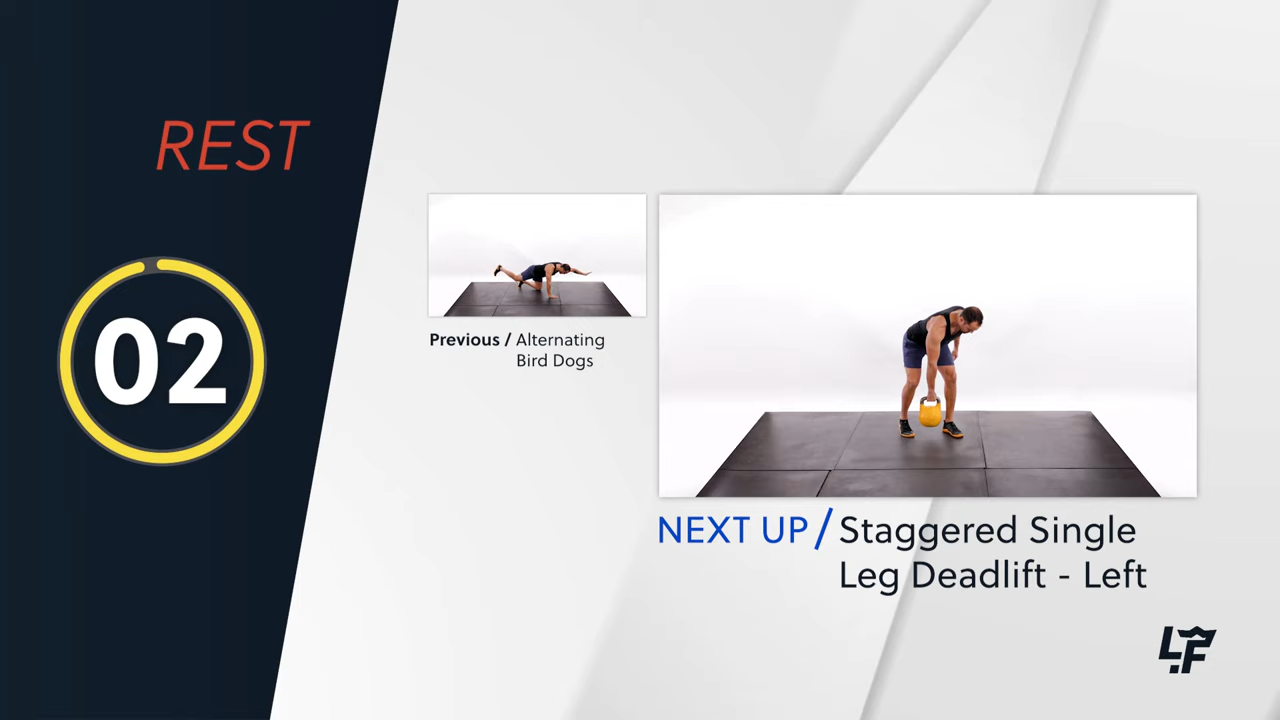 REST
02
Previous / Alternating
Bird Dogs
NEXT UP / Staggered Single
Leg Deadlift - Left
LF